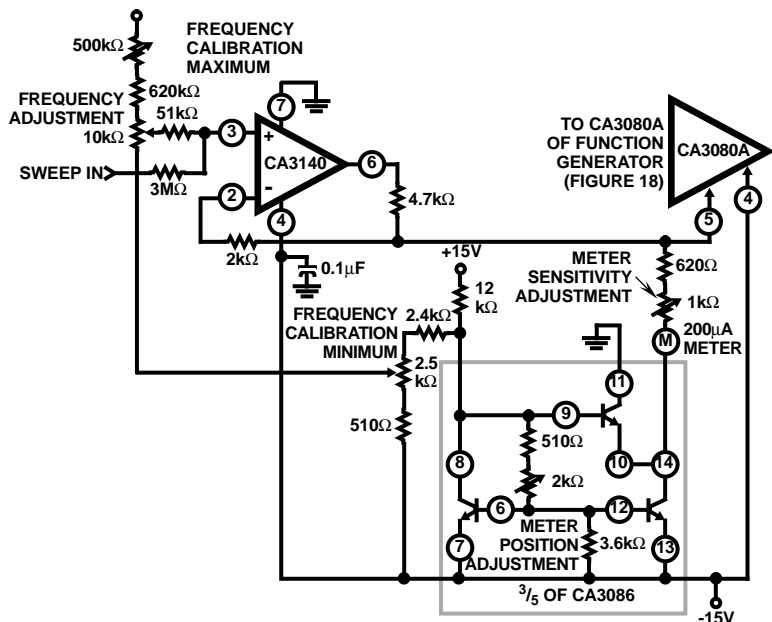 500kΩ
FREQUENCY
CALIBRATION
MAXIMUM
620kΩ
FREQUENCY
ADJUSTMENT
10kΩ
51kΩ
SWEEP IN
3MΩ
7
3
+
CA3140
6
2
-
4
4.7kΩ
2kΩ
0.1μF
TO CA3080A
OF FUNCTION
GENERATOR
(FIGURE 18)
CA3080A
5
4
+15V
12
kΩ
METER
SENSITIVITY
ADJUSTMENT
620Ω
1kΩ
M
200μA
METER
FREQUENCY
CALIBRATION
MINIMUM
2.4kΩ
2.5
kΩ
510Ω
11
9
510Ω
8
10
14
2kΩ
6
12
7
METER
POSITION
ADJUSTMENT
3.6kΩ
13
3/5 OF CA3086
-15V